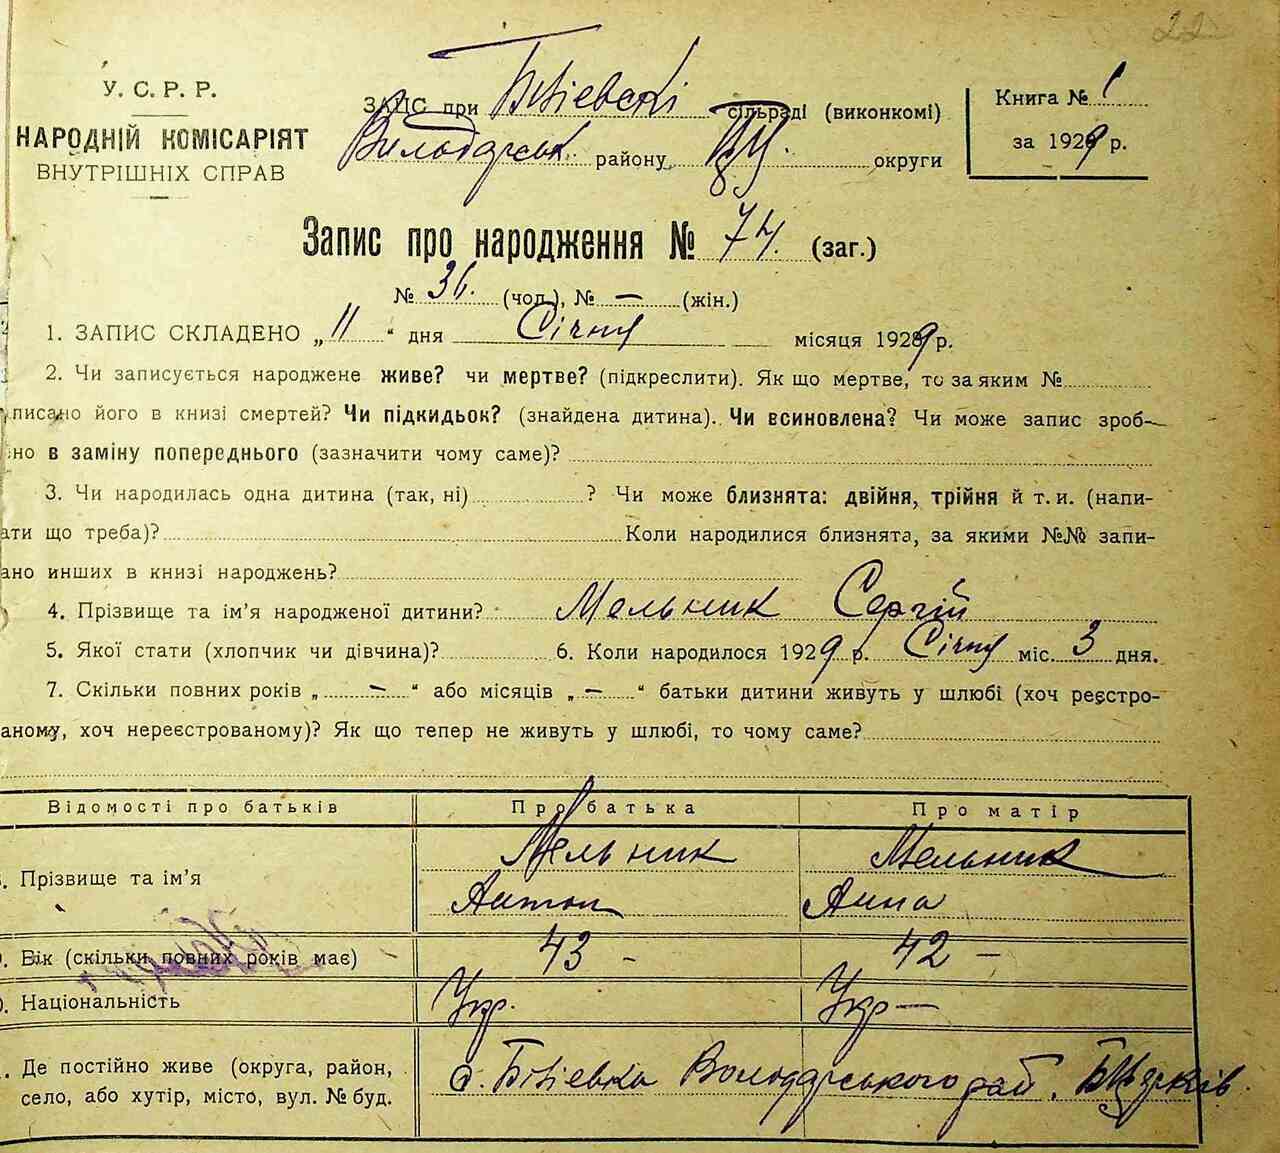 22
У. С. Р. Р.
НАРОДНІЙ КОМІСАРІЯТ
ВНУТРІШНІХ СПРАВ
ЗАЦС при Бзіевскі сільраді (виконкомі)
Володарськ. району БЦ. округи
Книга № 1
за 1929 р.
Запис про народження № 74. (заг.)
№ 36. (чол.), № — (жін.)
1. ЗАПИС СКЛАДЕНО „ 11 “ дня Січня місяця 1929 р.
2. Чи записується народжене живе? чи мертве? (підкреслити). Як що мертве, то за яким №
писано його в книзі смертей? Чи підкидьок? (знайдена дитина). Чи всиновлена? Чи може запис зроб-
но в заміну попереднього (зазначити чому саме)?
3. Чи народилась одна дитина (так, ні) ? Чи може близнята: двійня, трійня й т. и. (напи-
ати що треба)? Коли народилися близнята, за якими №№ запи-
ано инших в книзі народжень?
4. Прізвище та ім'я народженої дитини? Мельник Сергій
5. Якої стати (хлопчик чи дівчина)? 6. Коли народилося 1929 р. Січня міс. 3 дня.
7. Скільки повних років „ — “ або місяців „ — “ батьки дитини живуть у шлюбі (хоч реєстро-
аному, хоч нереєстрованому)? Як що тепер не живуть у шлюбі, то чому саме?
Відомості про батьків Про батька Про матір
. Прізвище та ім'я Мельник Антон Мельник Анна
. Вік (скільки повних років має) 43 - 42 —
. Національність Укр. Укр —
. Де постійно живе (округа, район,
село, або хутір, місто, вул. № буд. с. Бзіевка Володарського рай. БЦерків.